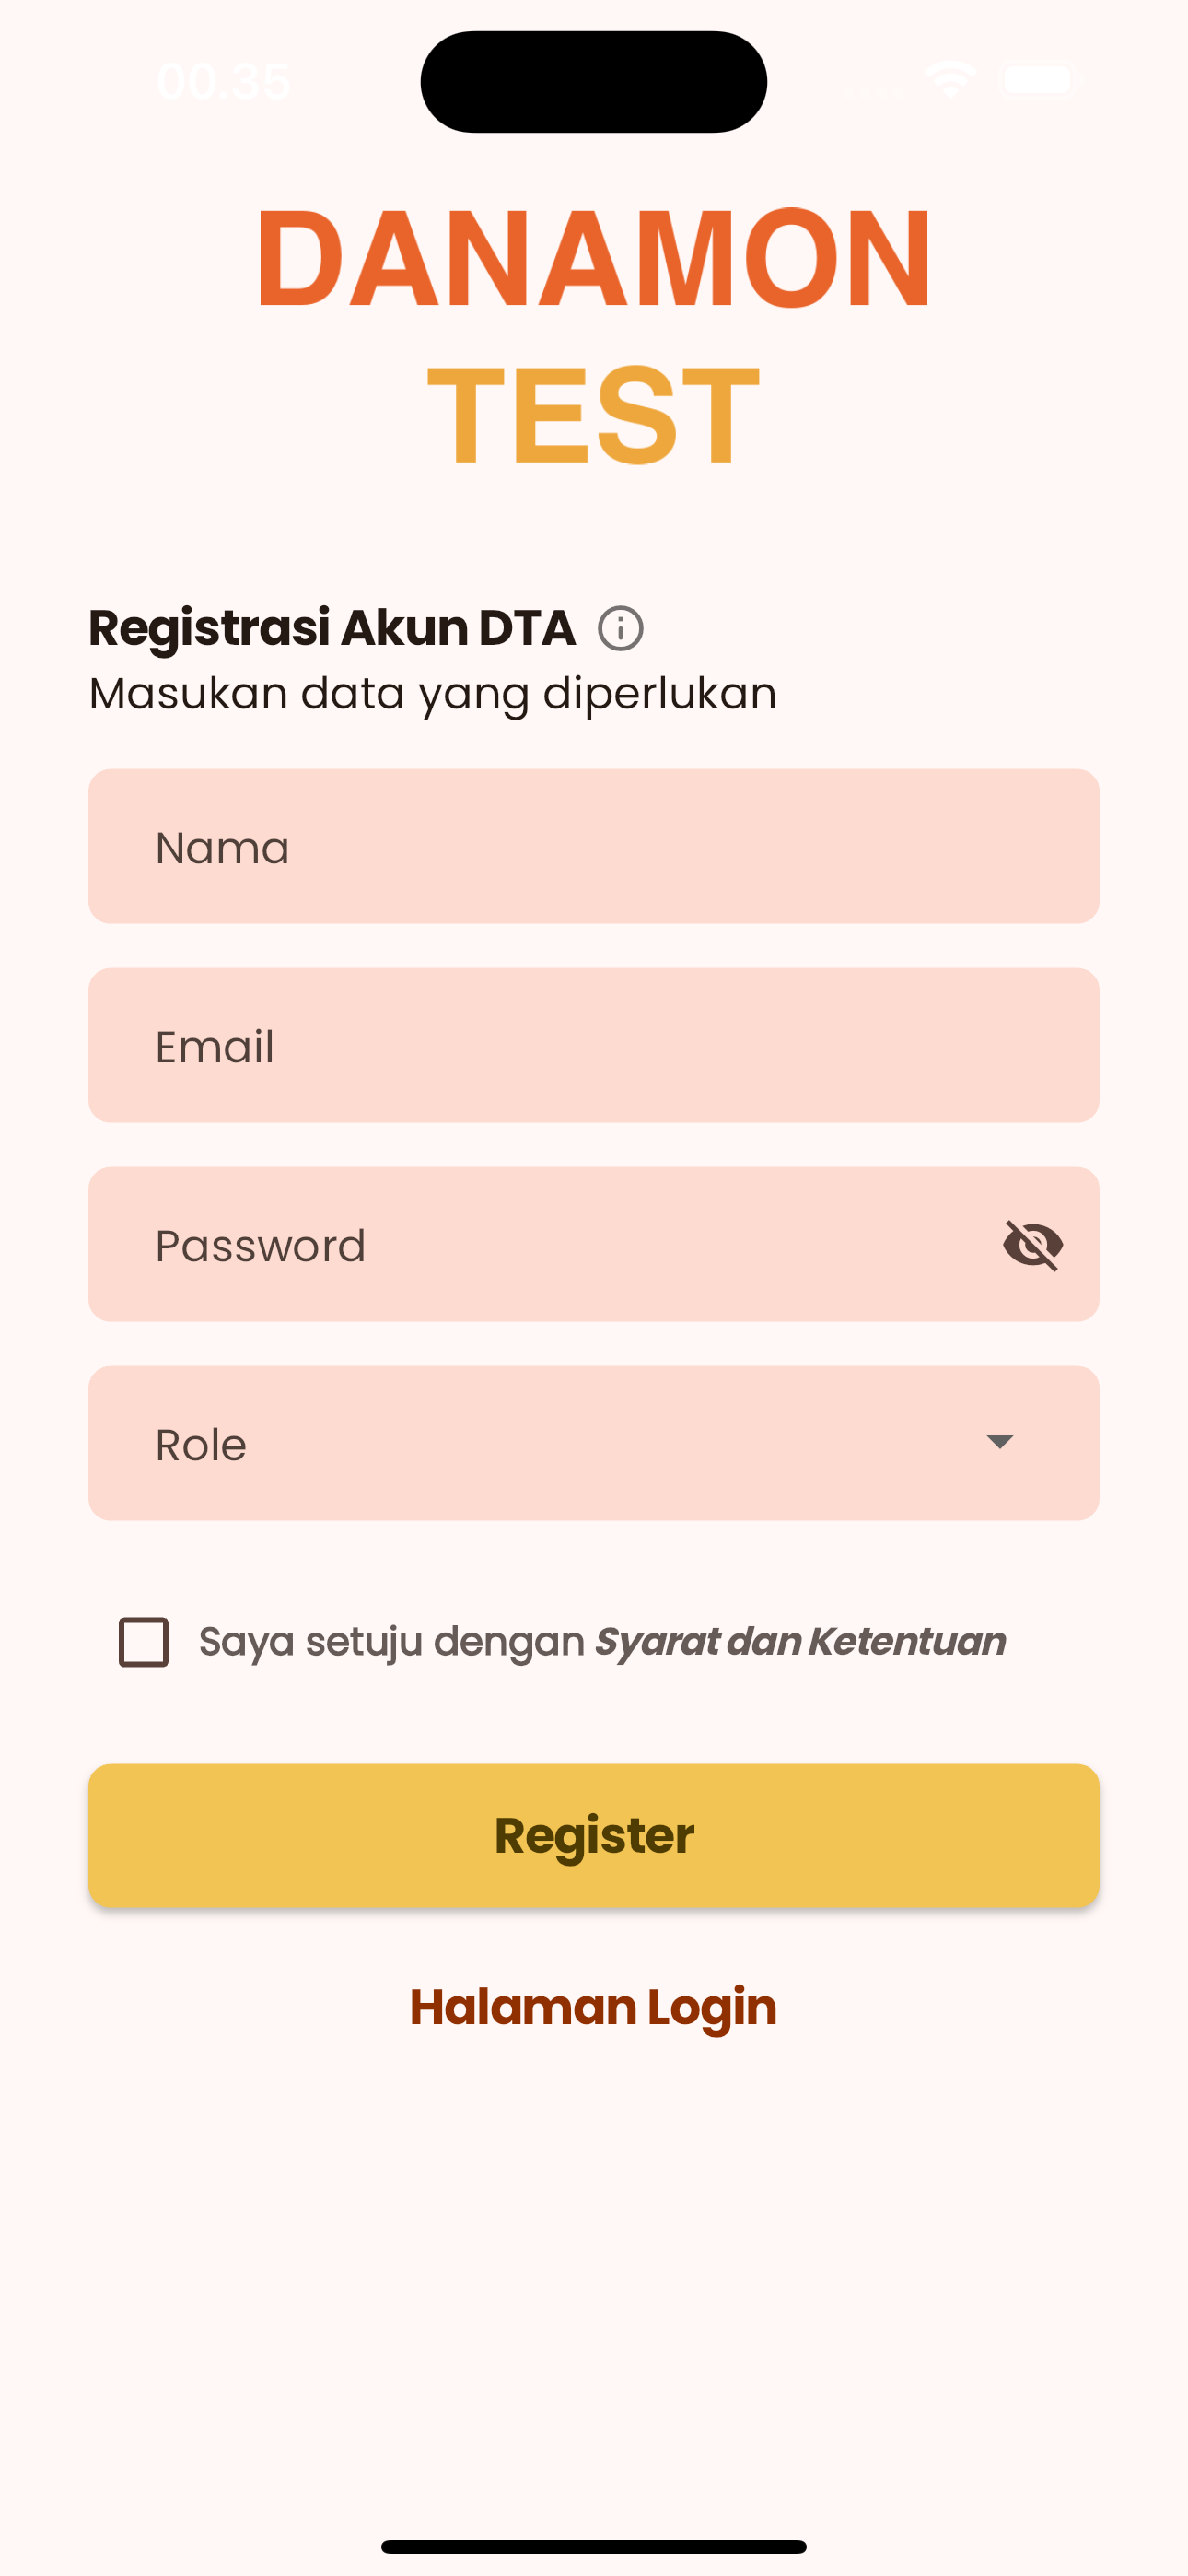 00.35
DANAMON
TEST
Registrasi Akun DTA
Masukan data yang diperlukan
Nama
Email
Password
Role
Saya setuju dengan Syarat dan Ketentuan
Register
Halaman Login